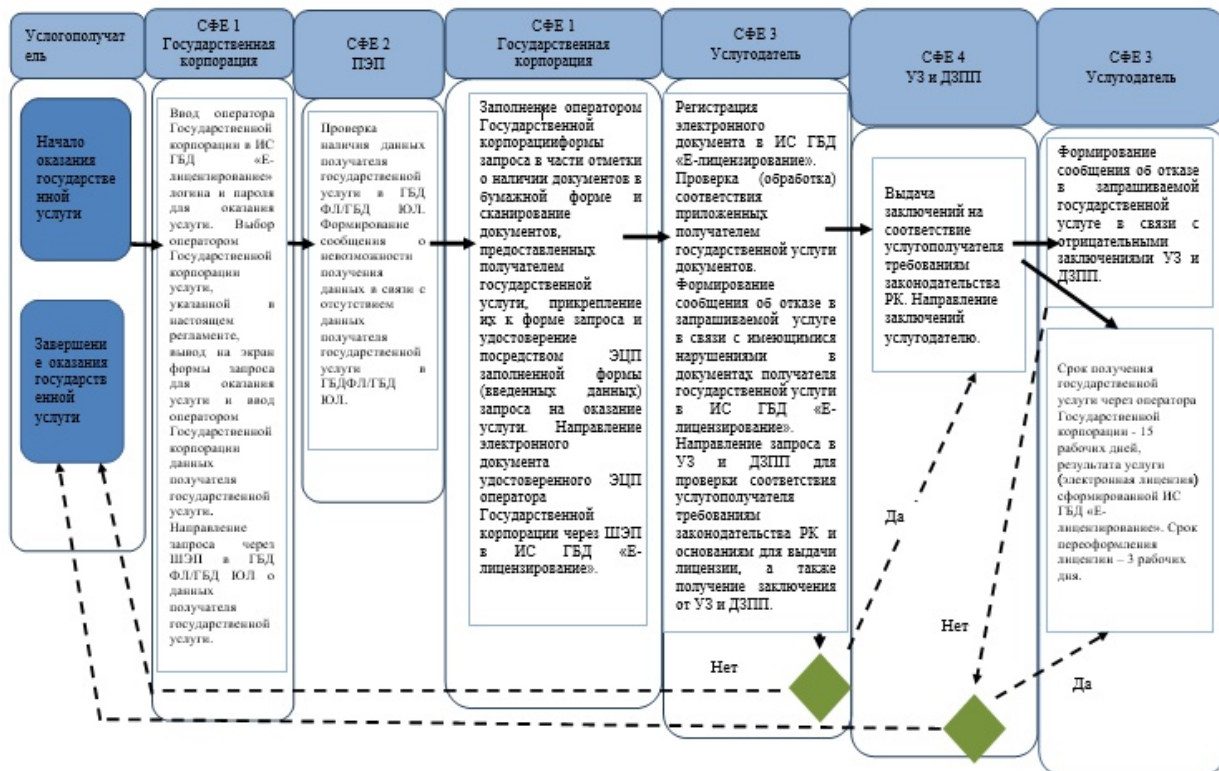 Услогополучат
ель
СФЕ 1
Государственная
корпорация
СФЕ 2
ПЭП
СФЕ 1
Государственная
корпорация
СФЕ 3
Услугодатель
СФЕ 4
УЗ и ДЗПП
СФЕ 3
Услугодатель
Начало
оказания
государстве
нной
услуги
Завершени
е оказания
государств
енной
услуги
Ввод оператора
Государственной
корпорации в ИС
ГБД «Е-
лицензирование»
логина и пароля
для оказания
услуги. Выбор
оператором
Государственной
корпорации
услуги,
указанной в
настоящем
регламенте,
вывод на экран
формы запроса
для оказания
услуги и ввод
оператором
Государственной
корпорации
данных
получателя
государственной
услуги.
Направление
запроса через
ШЭП в ГБД
ФЛ/ГБД ЮЛ о
данных
получателя
государственной
услуги.
Проверка
наличия данных
получателя
государственной
услуги в ГБД
ФЛ/ГБД ЮЛ.
Формирование
сообщения о
невозможности
получения
данных в связи с
отсутствием
данных
получателя
государственной
услуги в
ГБДФЛ/ГБД
ЮЛ.
Заполнение оператором
Государственной
корпорацииформы
запроса в части отметки
о наличии документов в
бумажной форме и
сканирование
документов,
предоставленных
получателем
государственной
услуги, прикрепление
их к форме запроса и
удостоверение
посредством ЭЦП
заполненной формы
(введенных данных)
запроса на оказание
услуги. Направление
электронного
документа
удостоверенного ЭЦП
оператора
Государственной
корпорации через ШЭП
в ИС ГБД «Е-
лицензирование».
Регистрация
электронного
документа в ИС ГБД
«Е-лицензирование».
Проверка (обработка)
соответствия
приложенных
получателем
государственной услуги
документов.
Формирование
сообщения об отказе в
запрашиваемой услуге
в связи с имеющимися
нарушениями в
документах получателя
государственной услуги
в ИС ГБД «Е-
лицензирование».
Направление запроса в
УЗ и ДЗПП для
проверки соответствия
услугополучателя
требованиям
законодательства РК и
основаниям для выдачи
лицензии, а также
получение заключения
от УЗ и ДЗПП.
Выдача
заключений на
соответствие
услугополучателя
требованиям
законодательства
РК. Направление
заключений
услугодателю.
Формирование
сообщения об отказе
в запрашиваемой
государственной
услуге в связи с
отрицательными
заключениями УЗ и
ДЗПП.
Срок получения
государственной
услуги через оператора
Государственной
корпорации - 15
рабочих дней,
результата услуги
(электронная лицензия)
сформированной ИС
ГБД «Е-
лицензирование». Срок
переоформления
лицензии – 3 рабочих
дня.
Да
Нет
Нет
Да